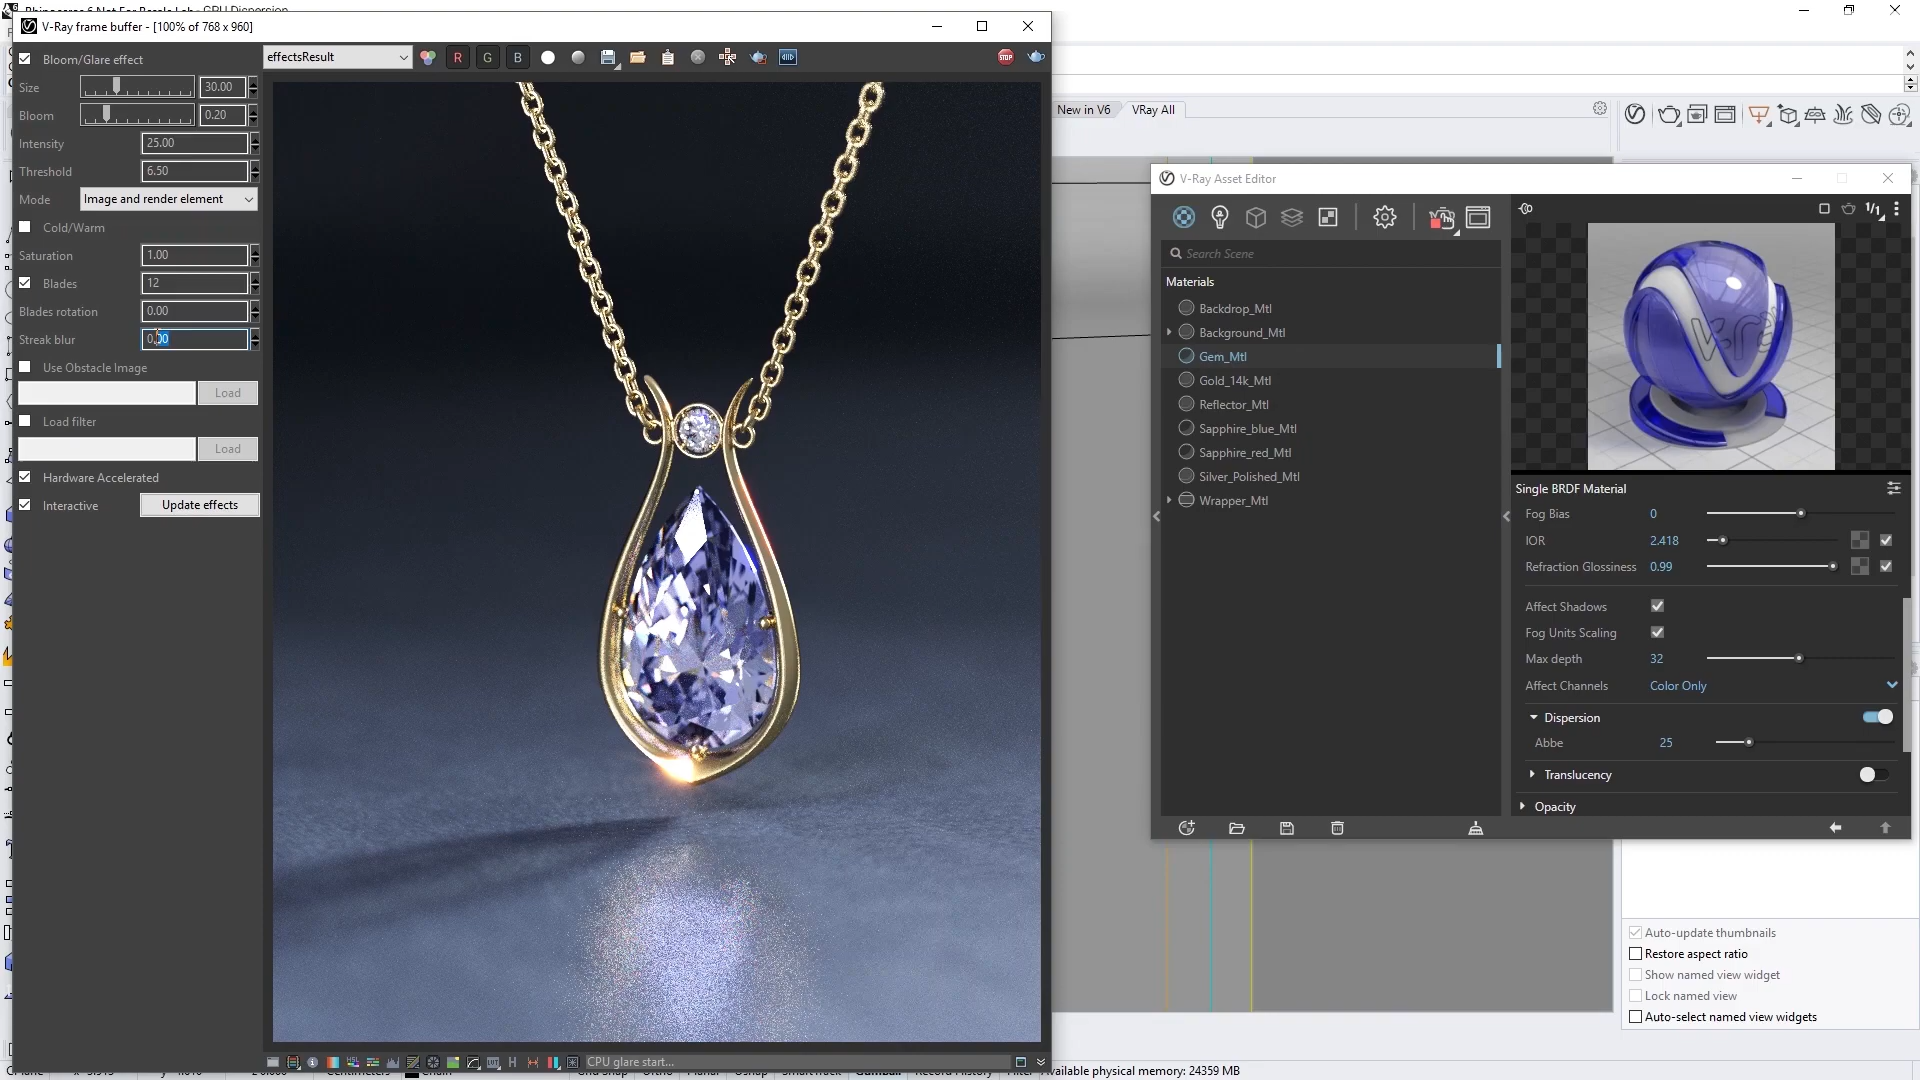 V-Ray frame buffer - [100% of 768 x 960]
Bloom/Glare effect
effectsResult
R
G
B
STOP
Size
30.00
Bloom
0.20
Intensity
25.00
Threshold
6.50
Mode
Image and render element
Cold/Warm
Saturation
1.00
Blades
12
Blades rotation
0.00
Streak blur
0.00
Use Obstacle Image
Load
Load filter
Load
Hardware Accelerated
Interactive
Update effects
CPU glare start...
New in V6
VRay All
V-Ray Asset Editor
1/1
Search Scene
Materials
Backdrop_Mtl
Background_Mtl
Gem_Mtl
Gold_14k_Mtl
Reflector_Mtl
Sapphire_blue_Mtl
Sapphire_red_Mtl
Silver_Polished_Mtl
Wrapper_Mtl
Single BRDF Material
Fog Bias
0
IOR
2.418
Refraction Glossiness
0.99
Affect Shadows
Fog Units Scaling
Max depth
32
Affect Channels
Color Only
Dispersion
Abbe
25
Translucency
Opacity
Auto-update thumbnails
Restore aspect ratio
Show named view widget
Lock named view
Auto-select named view widgets
Available physical memory: 24359 MB